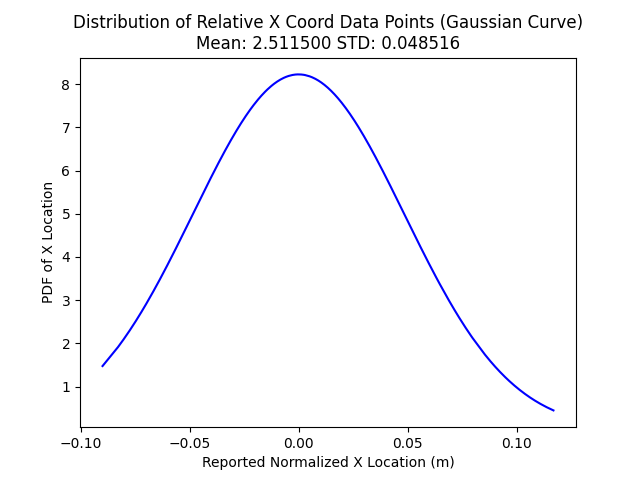 Distribution of Relative X Coord Data Points (Gaussian Curve)
Mean: 2.511500 STD: 0.048516
8
7
6
5
4
3
2
1
PDF of X Location
−0.10 −0.05 0.00 0.05 0.10
Reported Normalized X Location (m)